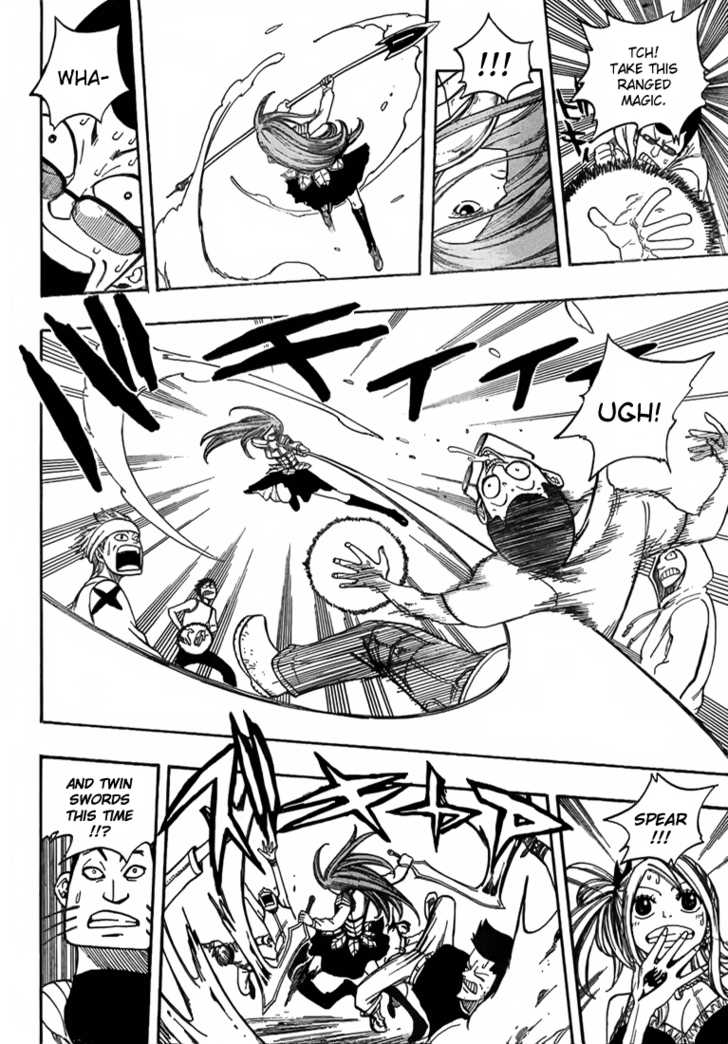 TCH!
TAKE THIS
RANGED
MAGIC.
!!!
WHA-
UGH!
SPEAR
!!!
AND TWIN
SWORDS
THIS TIME
!!?